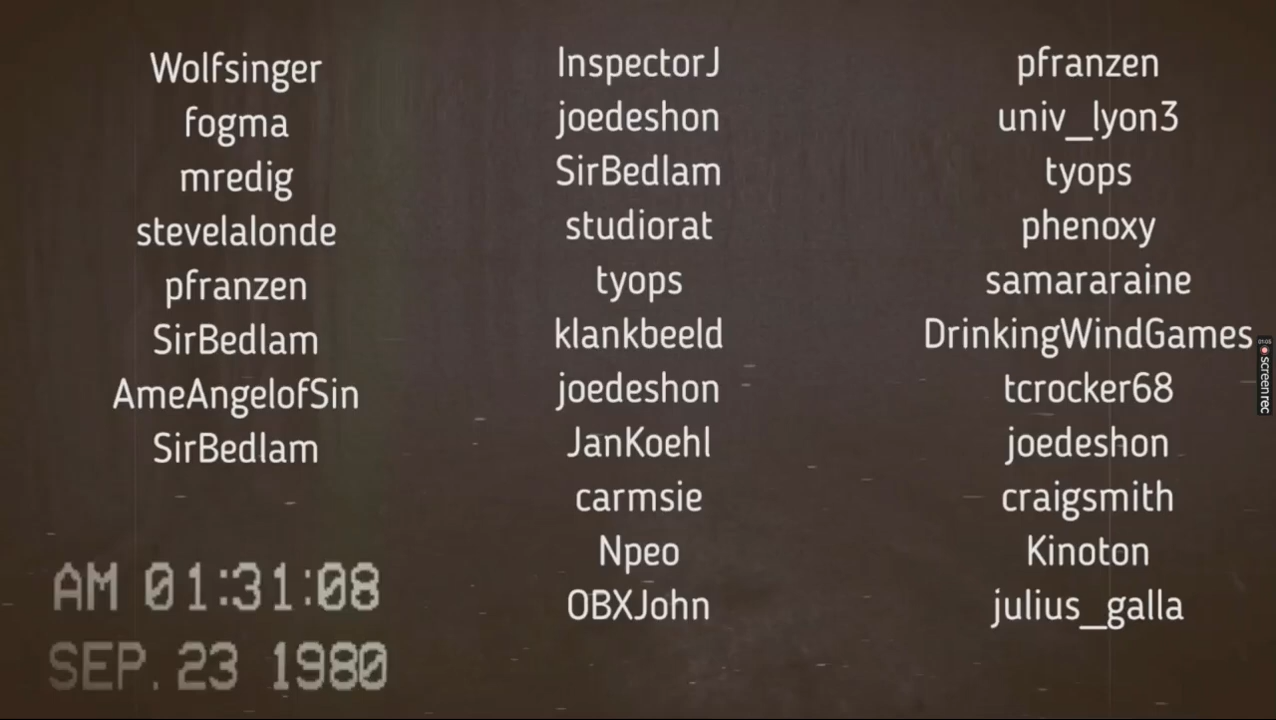 Wolfsinger
fogma
mredig
stevelalonde
pfranzen
SirBedlam
AmeAngelofSin
SirBedlam
InspectorJ
joedeshon
SirBedlam
studiorat
tyops
klankbeeld
joedeshon
JanKoehl
carmsie
Npeo
OBXJohn
pfranzen
univ_lyon3
tyops
phenoxy
samararaine
DrinkingWindGames
tcrocker68
joedeshon
craigsmith
Kinoton
julius_galla
AM 01:31:08
SEP. 23 1980
01:05
screenrec